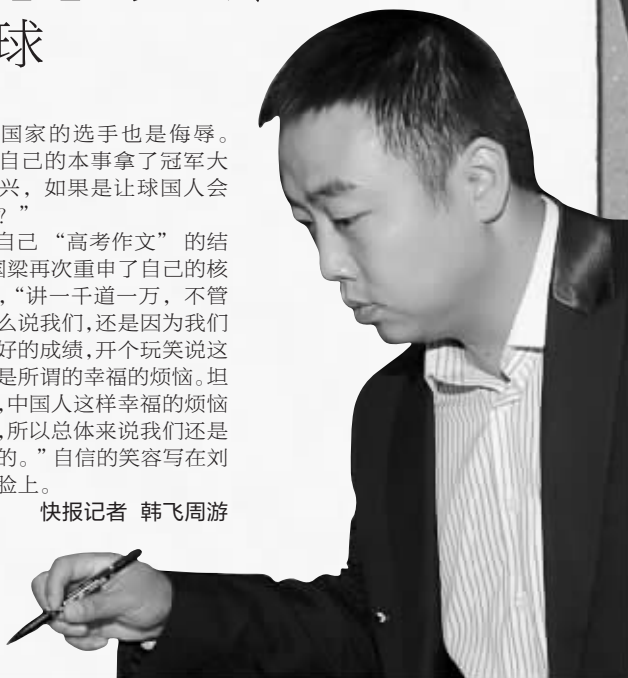 球
国家的选手也是侮辱。
自己的本事拿了冠军大
兴，如果是让球国人会
？”
自己 “高考作文” 的结
国梁再次重申了自己的核
，“讲一千道一万，不管
么说我们,还是因为我们
好的成绩,开个玩笑说这
是所谓的幸福的烦恼。坦
,中国人这样幸福的烦恼
,所以总体来说我们还是
的。”自信的笑容写在刘
脸上。
快报记者 韩飞周游